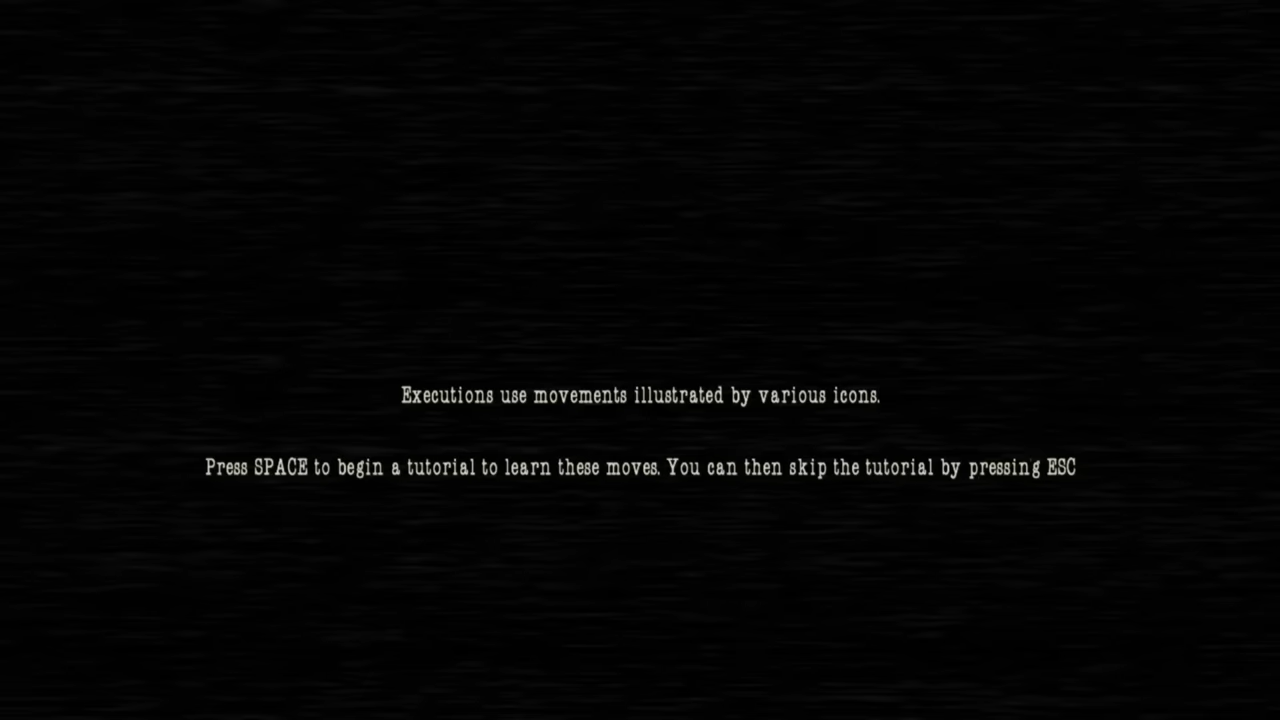 Executions use movements illustrated by various icons.
Press SPACE to begin a tutorial to learn these moves. You can then skip the tutorial by pressing ESC